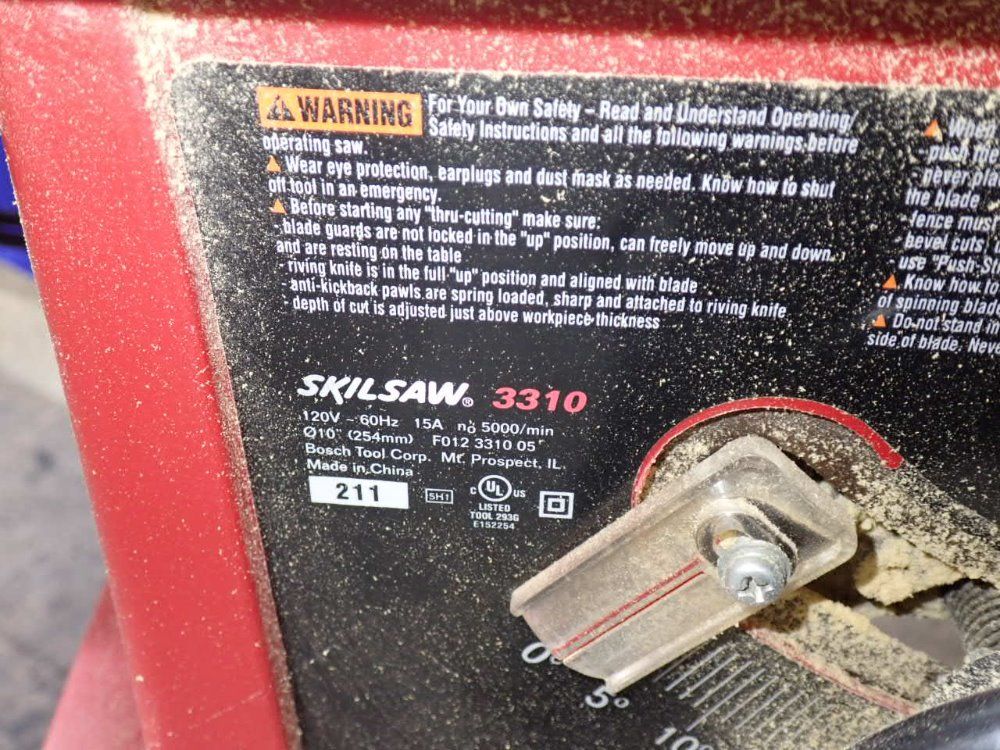 WARNING For Your Own Safety – Read and Understand Operating/
Safety Instructions and all the following warnings before
operating saw.
Wear eye protection, earplugs and dust mask as needed. Know how to shut
off tool in an emergency.
Before starting any "thru-cutting" make sure:
- blade guards are not locked in the "up" position, can freely move up and down
and are resting on the table
- riving knife is in the full "up" position and aligned with blade
- anti-kickback pawls are spring loaded, sharp and attached to riving knife
depth of cut is adjusted just above workpiece thickness
When
- push
- never
the blade
fence must
bevel cuts
use "Push-
Know how to
of spinning
Do not stand
side of blade. Never
SKILSAW® 3310
120V ~ 60Hz 15A n₀ 5000/min
Ø10" (254mm) F012 3310 05
Bosch Tool Corp. Mt. Prospect, IL
Made in China
211 5H1 c UL US
LISTED
TOOL 293G
E152254
0°
5°
10